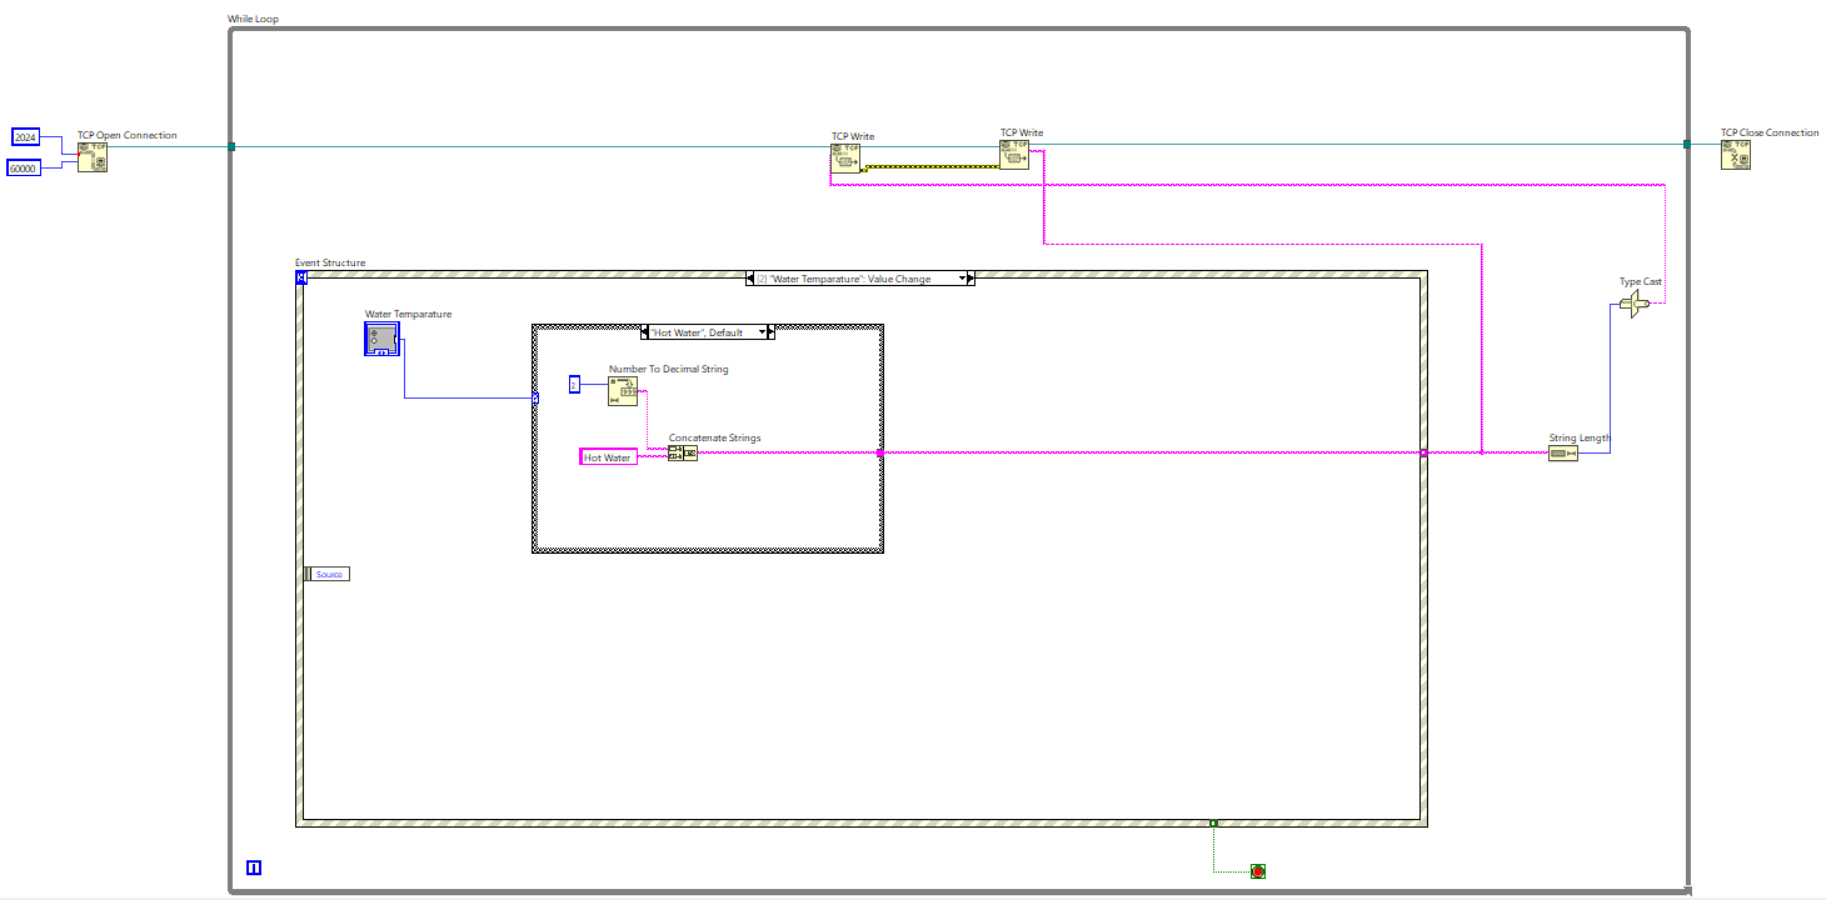 While Loop
TCP Open Connection
2024
60000
TCP Write
TCP Write
TCP Close Connection
Event Structure
[2] "Water Temparature": Value Change
Water Temparature
"Hot Water", Default
Number To Decimal String
2
Concatenate Strings
Hot Water
Type Cast
String Length
Source
i